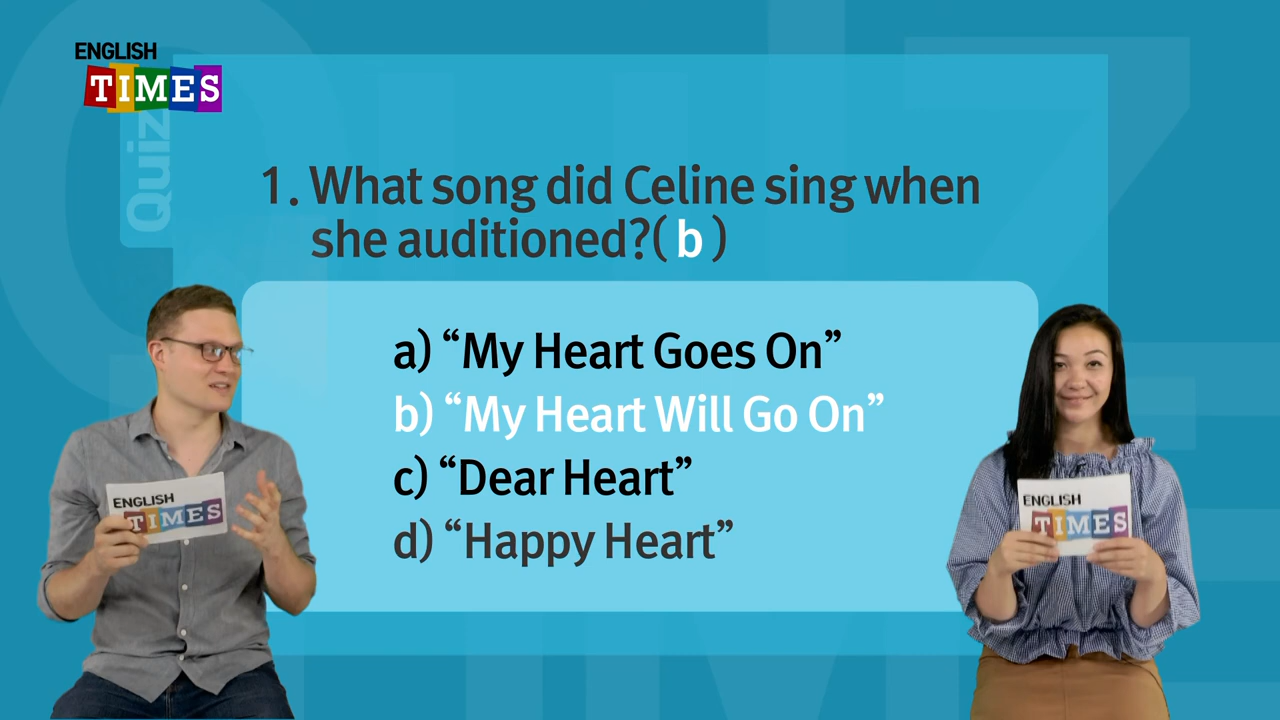 ENGLISH
TIMES
Quiz
1. What song did Celine sing when
she auditioned?( b )
a) “My Heart Goes On”
b) “My Heart Will Go On”
c) “Dear Heart”
d) “Happy Heart”
ENGLISH
TIMES
ENGLISH
TIMES